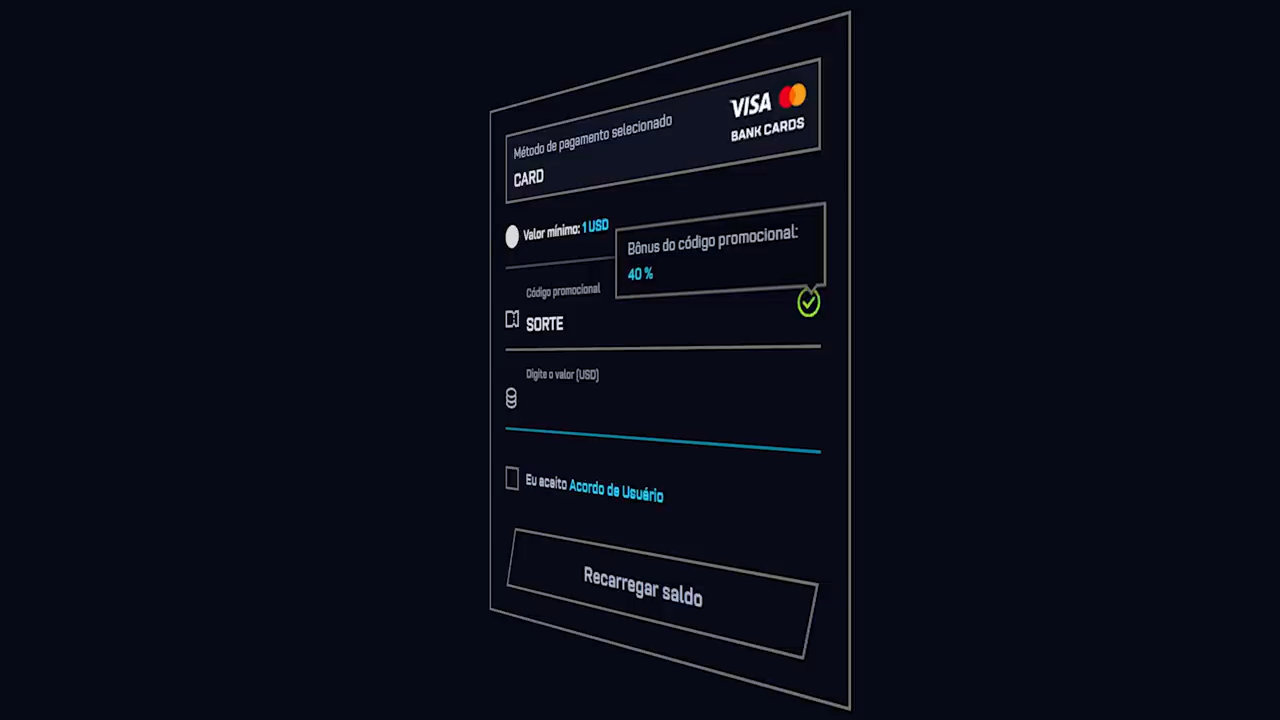 Método de pagamento selecionado
CARD
VISA
BANK CARDS
Valor mínimo: 1 USD
Bônus do código promocional:
40 %
Código promocional
SORTE
Digite o valor (USD)
Eu aceito Acordo de Usuário
Recarregar saldo